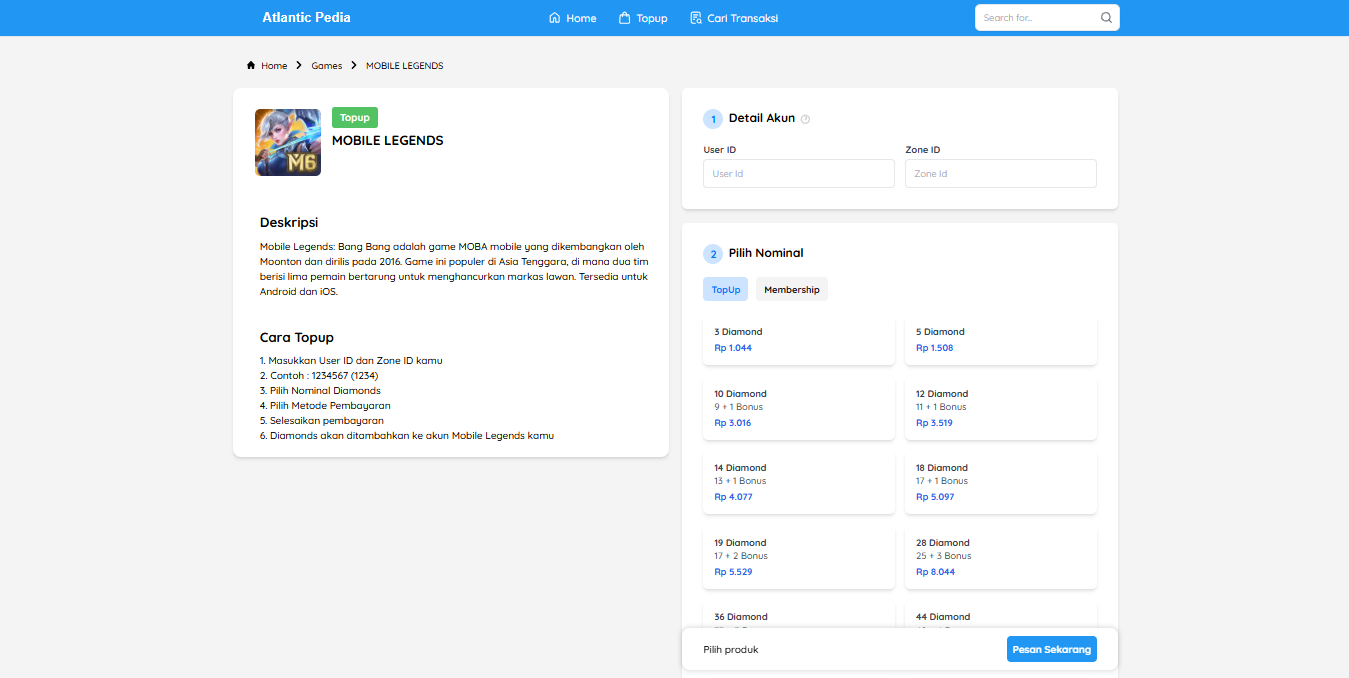 Atlantic Pedia
Home
Topup
Cari Transaksi
Search for...
Home
Games
MOBILE LEGENDS
M6
Topup
MOBILE LEGENDS
Deskripsi
Mobile Legends: Bang Bang adalah game MOBA mobile yang dikembangkan oleh
Moonton dan dirilis pada 2016. Game ini populer di Asia Tenggara, di mana dua tim
berisi lima pemain bertarung untuk menghancurkan markas lawan. Tersedia untuk
Android dan iOS.
Cara Topup
1. Masukkan User ID dan Zone ID kamu
2. Contoh : 1234567 (1234)
3. Pilih Nominal Diamonds
4. Pilih Metode Pembayaran
5. Selesaikan pembayaran
6. Diamonds akan ditambahkan ke akun Mobile Legends kamu
1 Detail Akun
User ID
User Id
Zone ID
Zone Id
2 Pilih Nominal
TopUp
Membership
3 Diamond
Rp 1.044
5 Diamond
Rp 1.508
10 Diamond
9 + 1 Bonus
Rp 3.016
12 Diamond
11 + 1 Bonus
Rp 3.519
14 Diamond
13 + 1 Bonus
Rp 4.077
18 Diamond
17 + 1 Bonus
Rp 5.097
19 Diamond
17 + 2 Bonus
Rp 5.529
28 Diamond
25 + 3 Bonus
Rp 8.044
36 Diamond
44 Diamond
Pilih produk
Pesan Sekarang